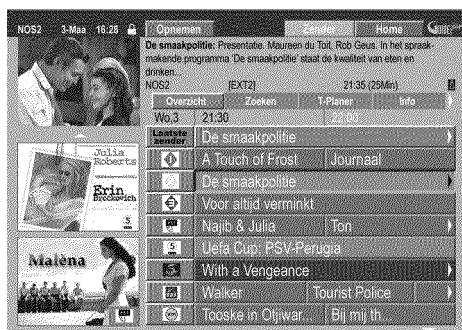 NOS2 3-Maa 16:28
Opnemen Zender Home GUIDE
De smaakpolitie: Presentatie. Maureen du Toit. Rob Geus. In het spraak-
makende programma 'De smaakpolitie' staat de kwaliteit van eten en
drinken...
NOS2 [EXT2] 21:35 (25Min)
Overzicht Zoeken T-Planer Info
Wo.3 21:30 22:00
Laatste
zender
De smaakpolitie
A Touch of Frost Journaal
De smaakpolitie
Voor altijd verminkt
Najib & Julia Ton
5 Uefa Cup: PSV-Perugia
With a Vengeance
Walker Tourist Police
Tooske in Otjiwar... Bij mij th...
Julia
Roberts
Erin
Brockovich
5
Malèna